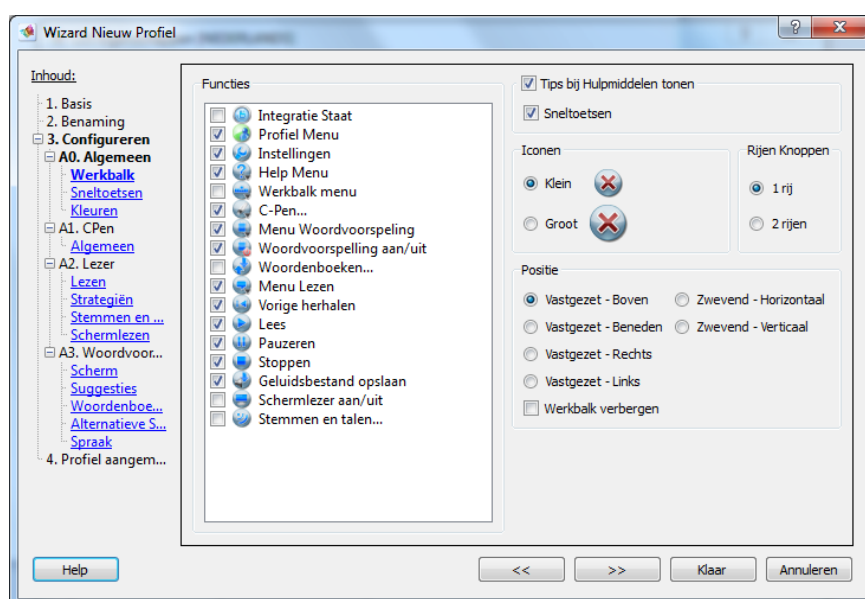 Wizard Nieuw Profiel
Inhoud:
1. Basis
2. Benaming
3. Configureren
A0. Algemeen
Werkbalk
Sneltoetsen
Kleuren
A1. CPen
Algemeen
A2. Lezer
Lezen
Strategiën
Stemmen en ...
Schermlezen
A3. Woordvoor...
Scherm
Suggesties
Woordenboe...
Alternatieve S...
Spraak
4. Profiel aangem...
Functies
Integratie Staat
Profiel Menu
Instellingen
Help Menu
Werkbalk menu
C-Pen...
Menu Woordvoorspeling
Woordvoorspelling aan/uit
Woordenboeken...
Menu Lezen
Vorige herhalen
Lees
Pauzeren
Stoppen
Geluidsbestand opslaan
Schermlezer aan/uit
Stemmen en talen...
Tips bij Hulpmiddelen tonen
Sneltoetsen
Iconen
Klein
Groot
Rijen Knoppen
1 rij
2 rijen
Positie
Vastgezet - Boven
Zwevend - Horizontaal
Vastgezet - Beneden
Zwevend - Verticaal
Vastgezet - Rechts
Vastgezet - Links
Werkbalk verbergen
Help
<<
>>
Klaar
Annuleren